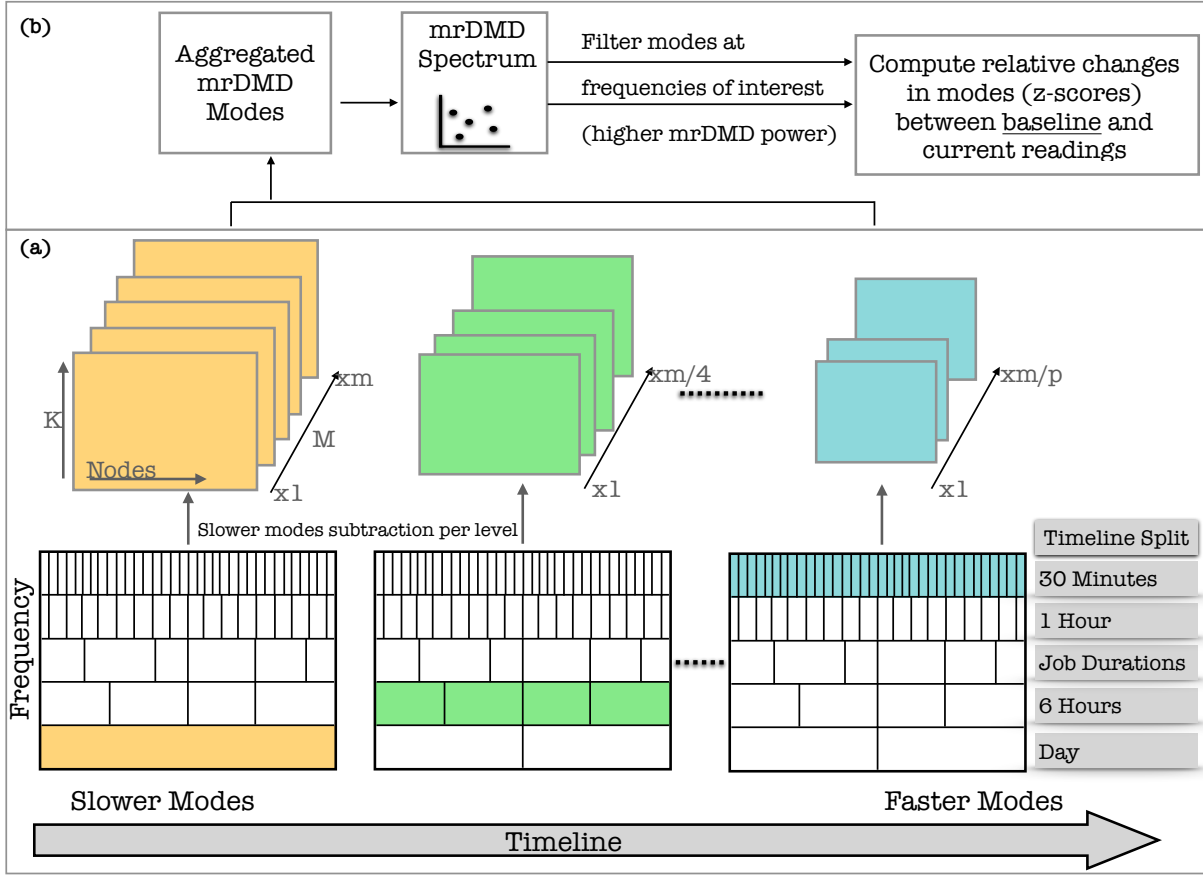 (b)
Aggregated
mrDMD
Modes
mrDMD
Spectrum
Filter modes at
frequencies of interest
(higher mrDMD power)
Compute relative changes
in modes (z-scores)
between baseline and
current readings
(a)
K
Nodes
xm
M
x1
xm/4
x1
xm/p
x1
Slower modes subtraction per level
Frequency
Timeline Split
30 Minutes
1 Hour
Job Durations
6 Hours
Day
Slower Modes
Faster Modes
Timeline